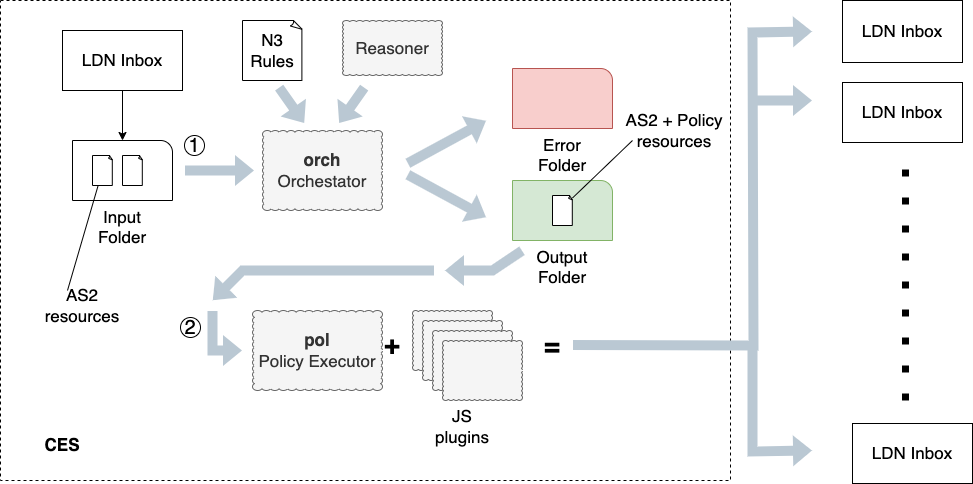 LDN Inbox
N3
Rules
Reasoner
①
orch
Orchestrator
Input
Folder
AS2
resources
Error
Folder
AS2 + Policy
resources
Output
Folder
②
pol
Policy Executor
+
JS
plugins
=
CES
LDN Inbox
LDN Inbox
LDN Inbox